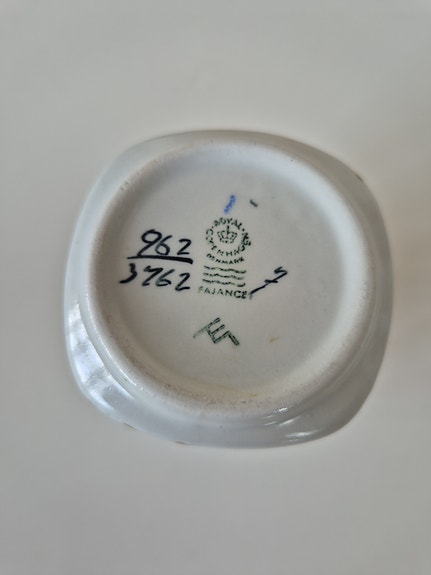 ROYAL COPENHAGEN
DENMARK
962
3762
FAJANCE